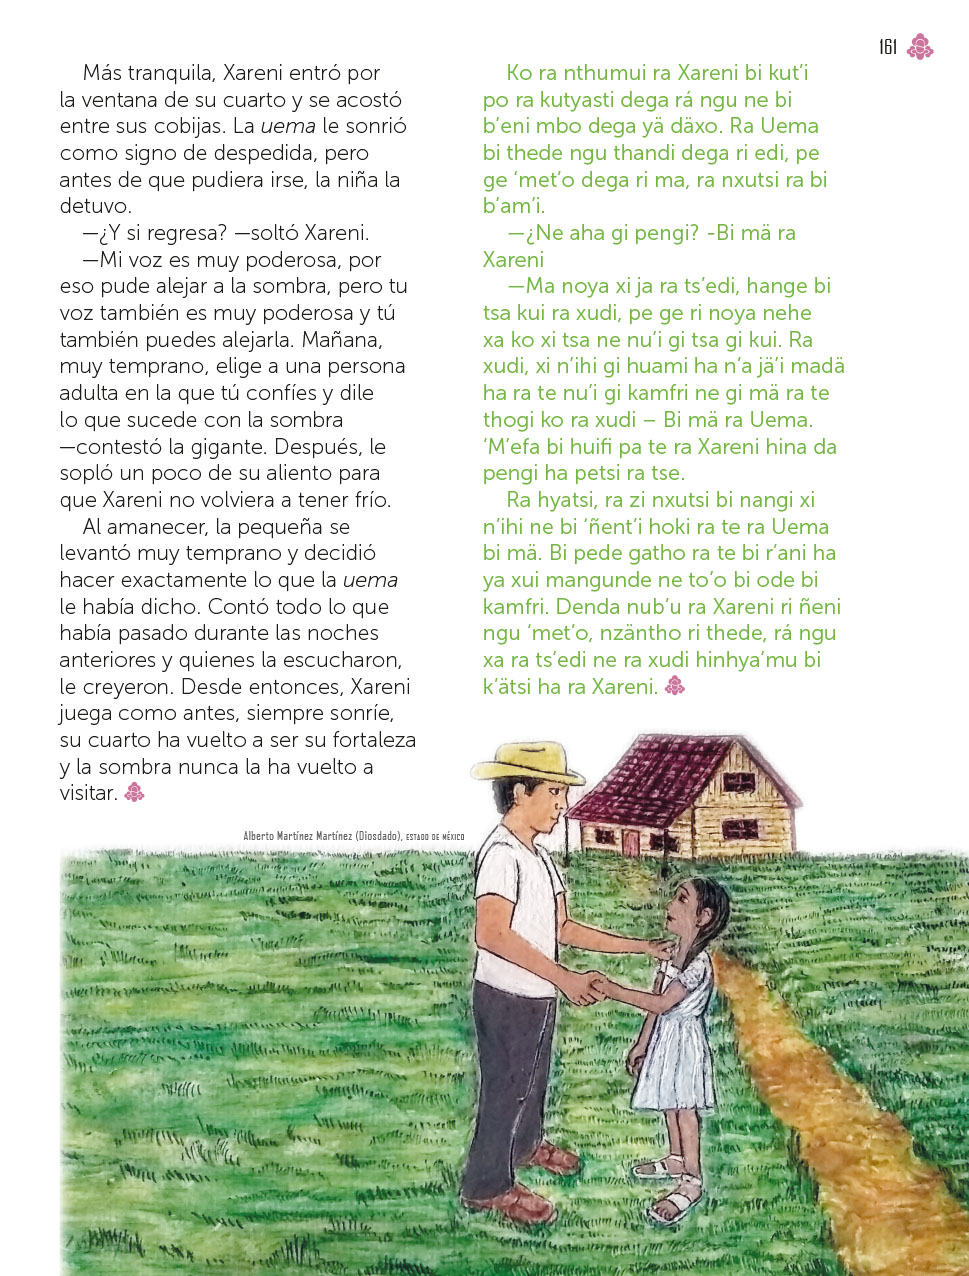 161
Más tranquila, Xareni entró por
la ventana de su cuarto y se acostó
entre sus cobijas. La uema le sonrió
como signo de despedida, pero
antes de que pudiera irse, la niña la
detuvo.
—¿Y si regresa? —soltó Xareni.
—Mi voz es muy poderosa, por
eso pude alejar a la sombra, pero tu
voz también es muy poderosa y tú
también puedes alejarla. Mañana,
muy temprano, elige a una persona
adulta en la que tú confíes y dile
lo que sucede con la sombra
—contestó la gigante. Después, le
sopló un poco de su aliento para
que Xareni no volviera a tener frío.
Al amanecer, la pequeña se
levantó muy temprano y decidió
hacer exactamente lo que la uema
le había dicho. Contó todo lo que
había pasado durante las noches
anteriores y quienes la escucharon,
le creyeron. Desde entonces, Xareni
juega como antes, siempre sonríe,
su cuarto ha vuelto a ser su fortaleza
y la sombra nunca la ha vuelto a
visitar.
Ko ra nthumui ra Xareni bi kut’i
po ra kutyasti dega rá ngu ne bi
b’eni mbo dega yä däxo. Ra Uema
bi thede ngu thandi dega ri edi, pe
ge ‘met’o dega ri ma, ra nxutsi ra bi
b’am’i.
—¿Ne aha gi pengi? -Bi mä ra
Xareni
—Ma noya xi ja ra ts’edi, hange bi
tsa kui ra xudi, pe ge ri noya nehe
xa ko xi tsa ne nu’i gi tsa gi kui. Ra
xudi, xi n’ihi gi huami ha n’a jä’i madä
ha ra te nu’i gi kamfri ne gi mä ra te
thogi ko ra xudi – Bi mä ra Uema.
‘M’efa bi huifi pa te ra Xareni hina da
pengi ha petsi ra tse.
Ra hyatsi, ra zi nxutsi bi nangi xi
n’ihi ne bi ‘ñent’i hoki ra te ra Uema
bi mä. Bi pede gatho ra te bi r’ani ha
ya xui mangunde ne to’o bi ode bi
kamfri. Denda nub’u ra Xareni ri ñeni
ngu ‘met’o, nzäntho ri thede, rá ngu
xa ra ts‘edi ne ra xudi hinhya‘mu bi
k’ätsi ha ra Xareni.
Alberto Martínez Martínez (Diosdado), ESTADO DE MÉXICO